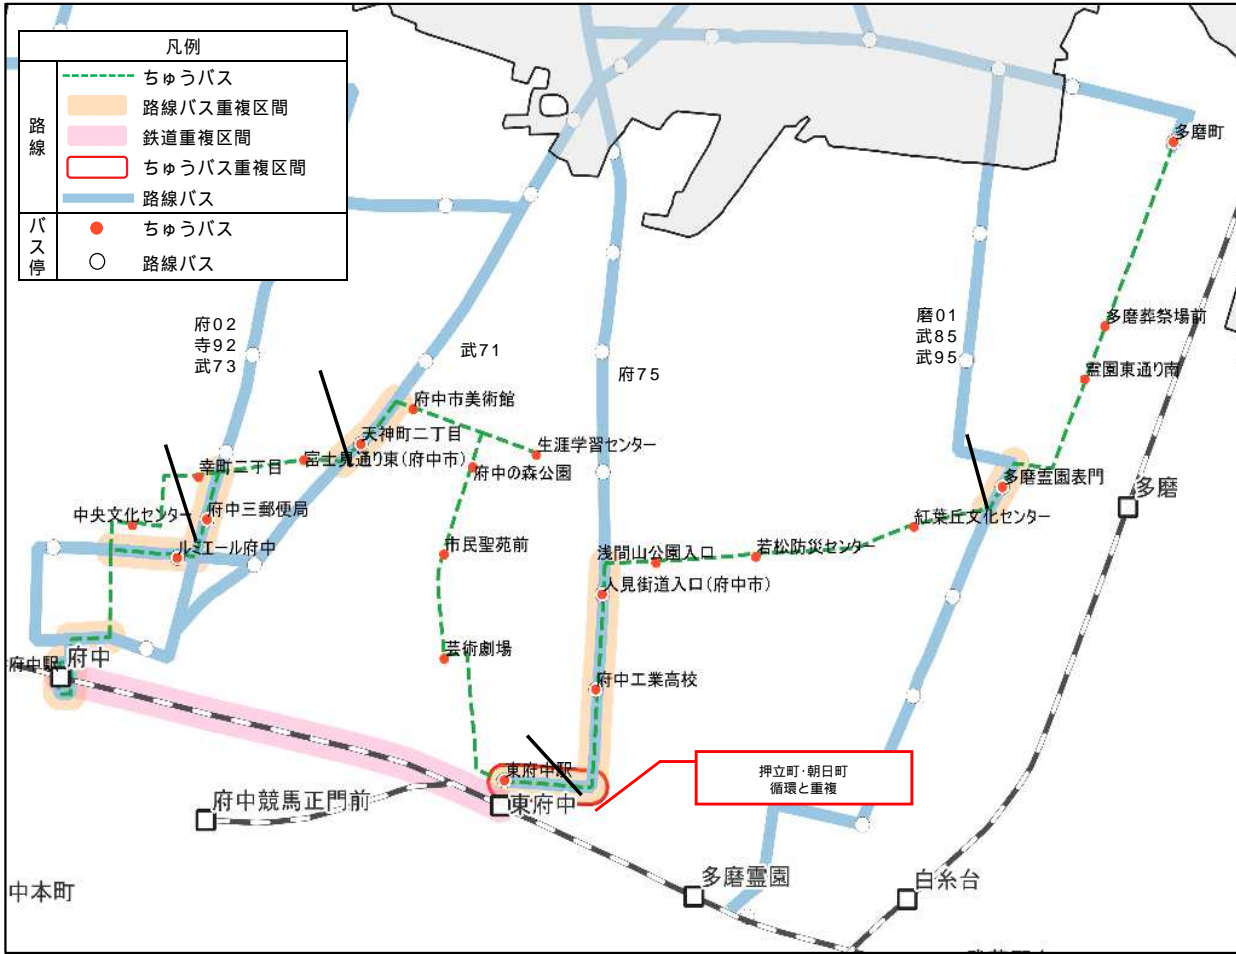 凡例
路線
ちゅうバス
路線バス重複区間
鉄道重複区間
ちゅうバス重複区間
路線バス
バス停
ちゅうバス
路線バス
多磨町
府02
寺92
武73
武71
府75
磨01
武85
武95
多磨葬祭場前
霊園東通り南
府中市美術館
天神町二丁目
生涯学習センター
富士見通り東(府中市)
府中の森公園
幸町二丁目
多磨霊園表門
多磨
中央文化センター
府中三郵便局
紅葉丘文化センター
ルミエール府中
市民聖苑前
浅間山公園入口
若松防災センター
人見街道入口(府中市)
芸術劇場
府中駅
府中
府中工業高校
東府中駅
押立町・朝日町
循環と重複
府中競馬正門前
東府中
中本町
多磨霊園
白糸台